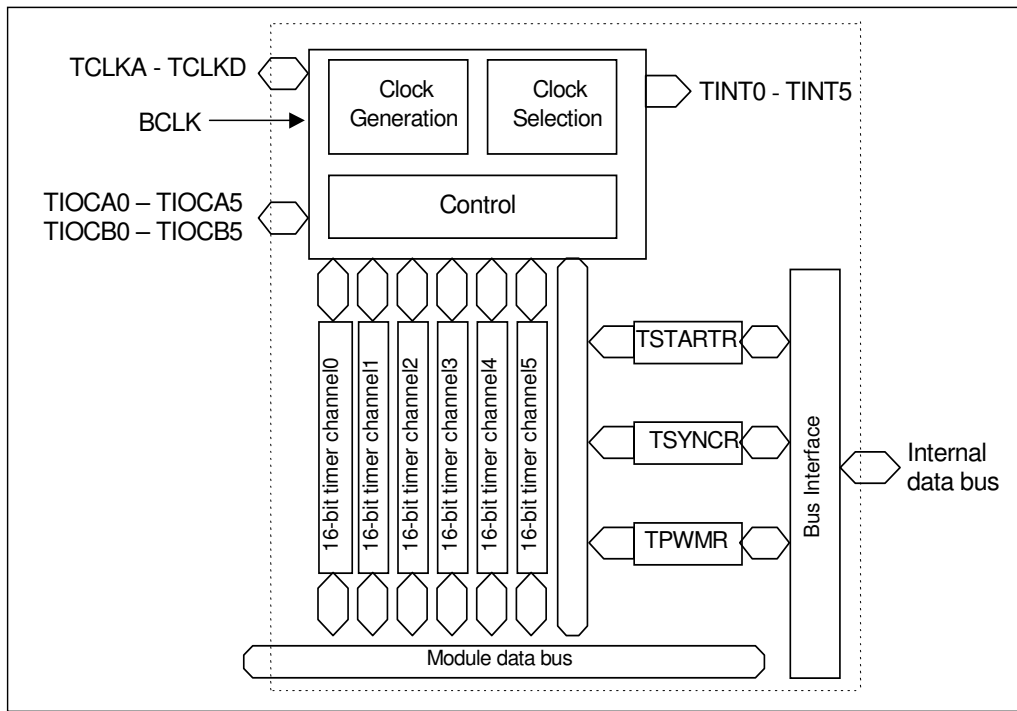 TCLKA - TCLKD
BCLK
TIOCA0 – TIOCA5
TIOCB0 – TIOCB5
Clock
Generation
Clock
Selection
Control
TINT0 - TINT5
16-bit timer channel0
16-bit timer channel1
16-bit timer channel2
16-bit timer channel3
16-bit timer channel4
16-bit timer channel5
TSTARTR
TSYNCR
TPWMR
Bus Interface
Internal
data bus
Module data bus